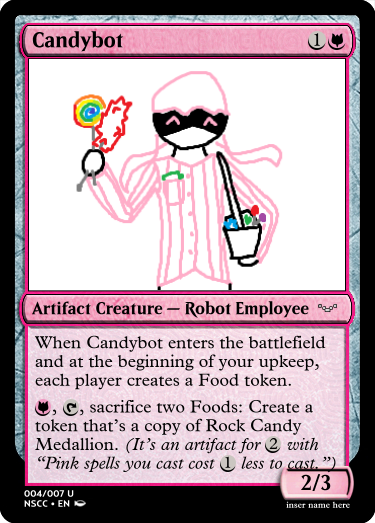 Candybot 1
Artifact Creature — Robot Employee
When Candybot enters the battlefield
and at the beginning of your upkeep,
each player creates a Food token.
, , sacrifice two Foods: Create a
token that's a copy of Rock Candy
Medallion. (It's an artifact for 2 with
“Pink spells you cast cost 1 less to cast.”)
2/3
004/007 U
NSCC • EN
inser name here